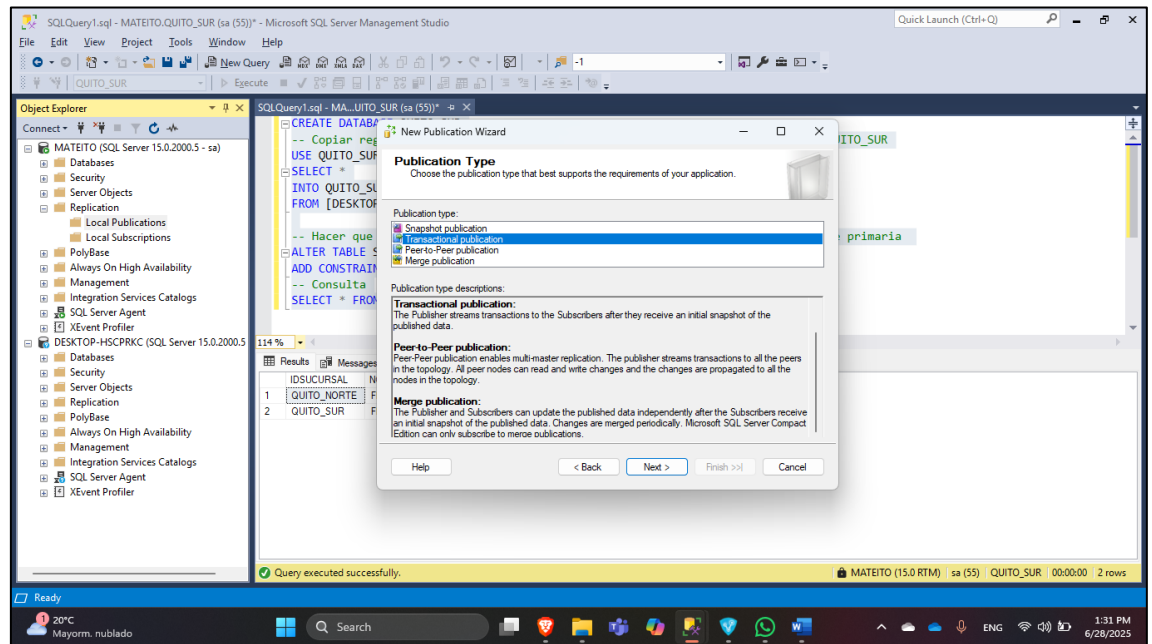 SQLQuery1.sql - MATEITO.QUITO_SUR (sa (55))* - Microsoft SQL Server Management Studio
Quick Launch (Ctrl+Q)
File Edit View Project Tools Window Help
New Query
-1
QUITO_SUR
Execute
Object Explorer
SQLQuery1.sql - MA...UITO_SUR (sa (55))*
Connect
MATEITO (SQL Server 15.0.2000.5 - sa)
Databases
Security
Server Objects
Replication
Local Publications
Local Subscriptions
PolyBase
Always On High Availability
Management
Integration Services Catalogs
SQL Server Agent
XEvent Profiler
DESKTOP-HSCPRKC (SQL Server 15.0.2000.5
Databases
Security
Server Objects
Replication
PolyBase
Always On High Availability
Management
Integration Services Catalogs
SQL Server Agent
XEvent Profiler
CREATE DATABA
-- Copiar reg
ITO_SUR
USE QUITO_SUR
SELECT *
INTO QUITO_SU
FROM [DESKTOP
-- Hacer que
primaria
ALTER TABLE S
ADD CONSTRAIN
-- Consulta
SELECT * FROM
114 %
Results Messages
IDSUCURSAL
1 QUITO_NORTE F
2 QUITO_SUR F
New Publication Wizard
Publication Type
Choose the publication type that best supports the requirements of your application.
Publication type:
Snapshot publication
Transactional publication
Peer-to-Peer publication
Merge publication
Publication type descriptions:
Transactional publication:
The Publisher streams transactions to the Subscribers after they receive an initial snapshot of the
published data.
Peer-to-Peer publication:
Peer-Peer publication enables multi-master replication. The publisher streams transactions to all the peers
in the topology. All peer nodes can read and write changes and the changes are propagated to all the
nodes in the topology.
Merge publication:
The Publisher and Subscribers can update the published data independently after the Subscribers receive
an initial snapshot of the published data. Changes are merged periodically. Microsoft SQL Server Compact
Edition can only subscribe to merge publications.
Help < Back Next > Finish >>| Cancel
Query executed successfully.
MATEITO (15.0 RTM) sa (55) QUITO_SUR 00:00:00 2 rows
Ready
1
20°C
Mayorm. nublado
Search
ENG
1:31 PM
6/28/2025